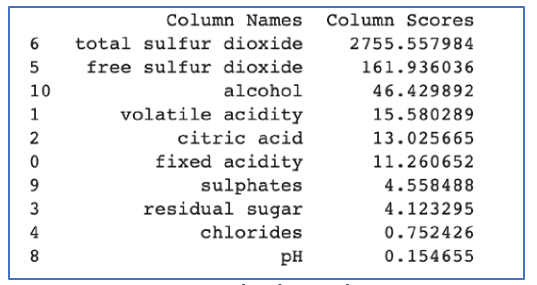 Column Names Column Scores
6 total sulfur dioxide 2755.557984
5 free sulfur dioxide 161.936036
10 alcohol 46.429892
1 volatile acidity 15.580289
2 citric acid 13.025665
0 fixed acidity 11.260652
9 sulphates 4.558488
3 residual sugar 4.123295
4 chlorides 0.752426
8 pH 0.154655